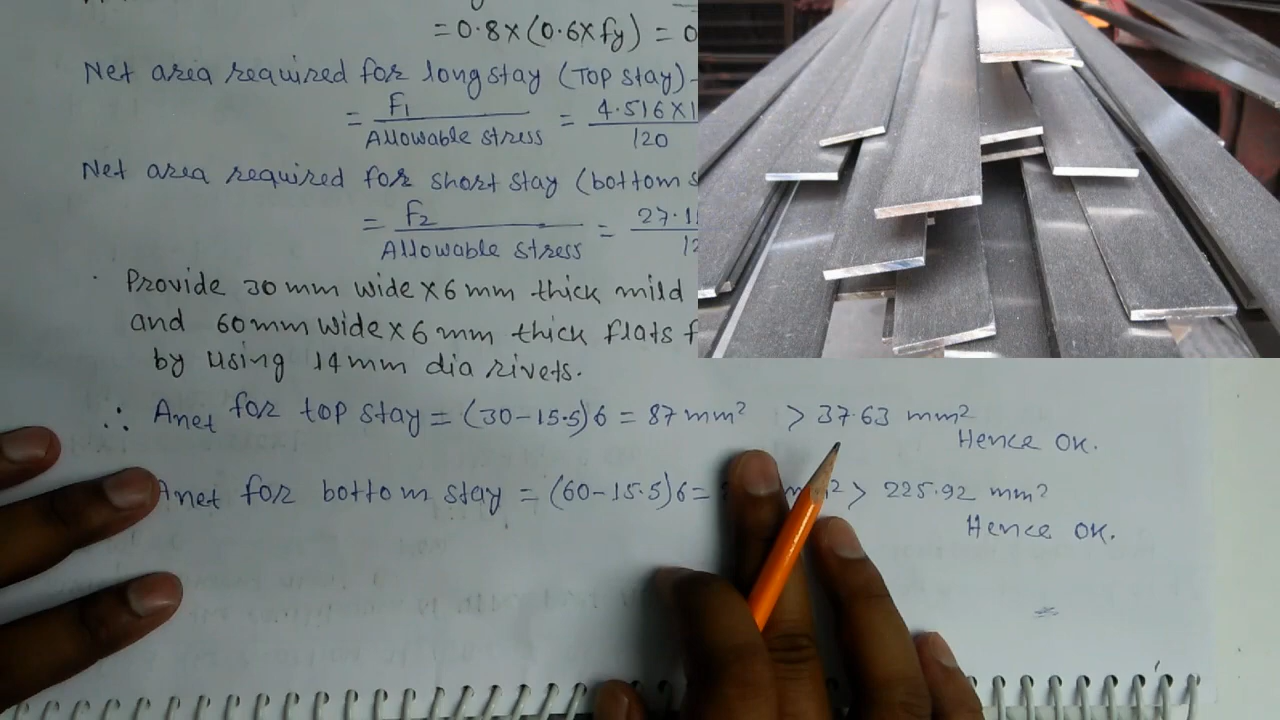 = 0.8 X (0.6 X fy) = 0
Net area required for long stay (Top stay) -
= F1 / Allowable stress = 4.516 X 1 / 120
Net area required for short stay (bottom s
= F2 / Allowable stress = 27.1 / 12
Provide 30 mm wide X 6 mm thick mild
and 60 mm wide X 6 mm thick flats f
by using 14 mm dia rivets.
∴ Anet for top stay = (30-15.5) 6 = 87 mm² > 37.63 mm²
Hence OK.
Anet for bottom stay = (60-15.5) 6 = mm² > 225.92 mm²
Hence OK.